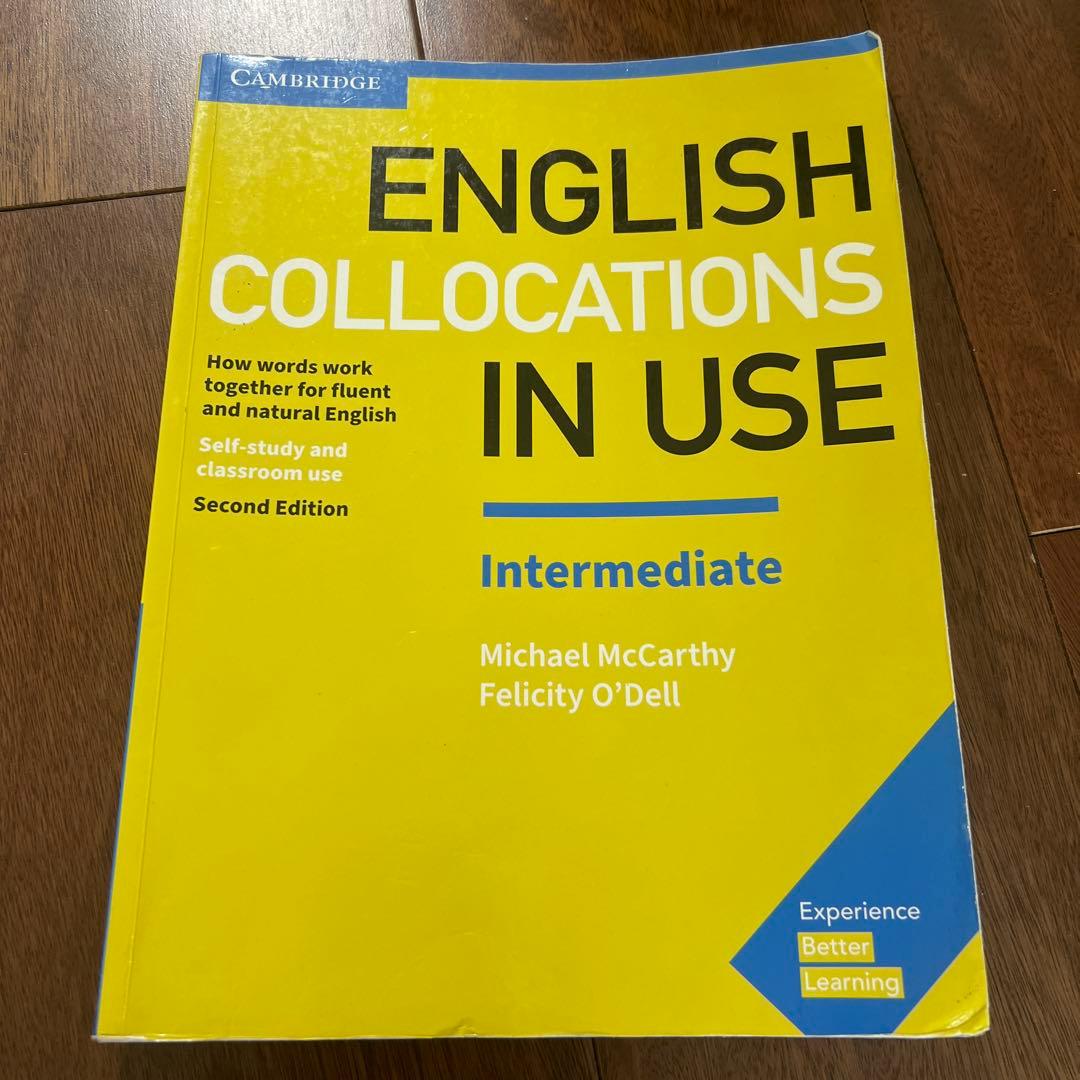 CAMBRIDGE
ENGLISH
COLLOCATIONS
IN USE
How words work
together for fluent
and natural English
Self-study and
classroom use
Second Edition
Intermediate
Michael McCarthy
Felicity O'Dell
Experience
Better
Learning